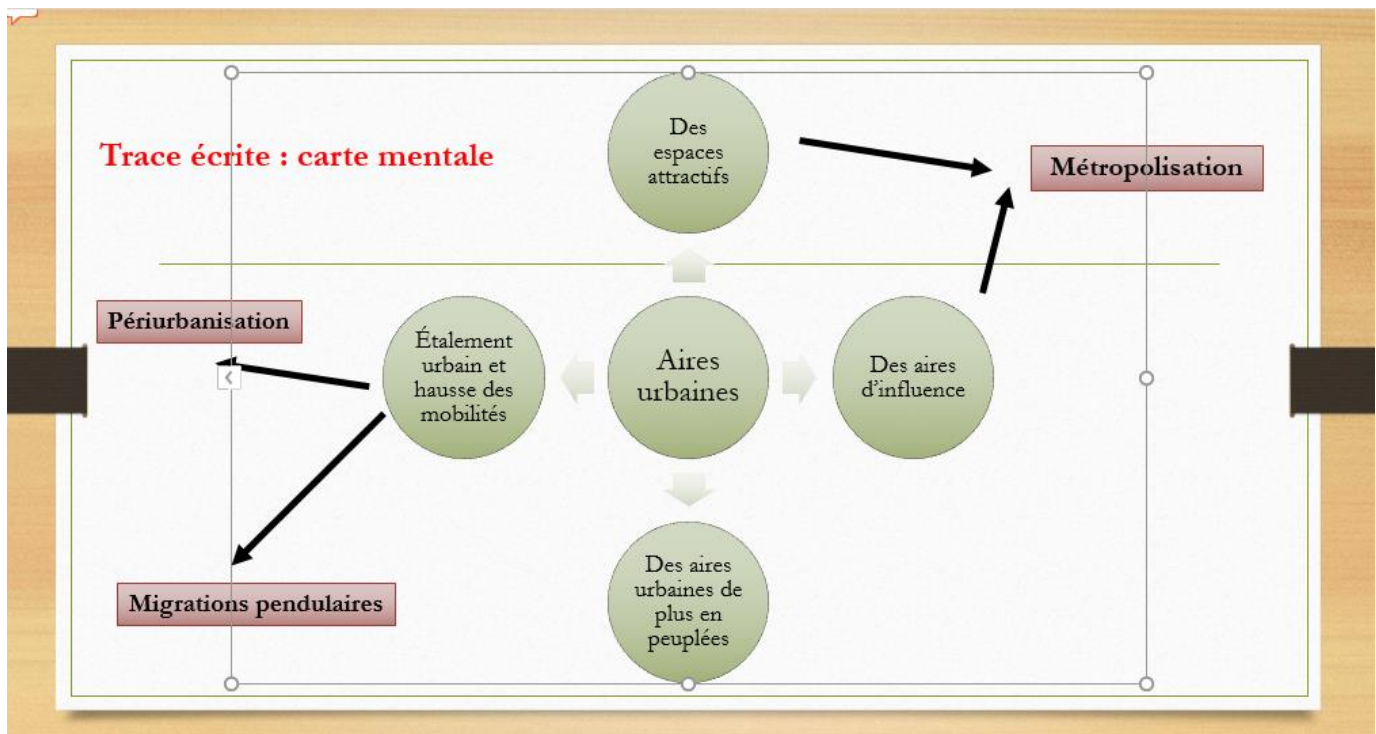 Trace écrite : carte mentale
Des
espaces
attractifs
Métropolisation
Périurbanisation
Étalement
urbain et
hausse des
mobilités
Aires
urbaines
Des aires
d'influence
Migrations pendulaires
Des aires
urbaines de
plus en
peuplées